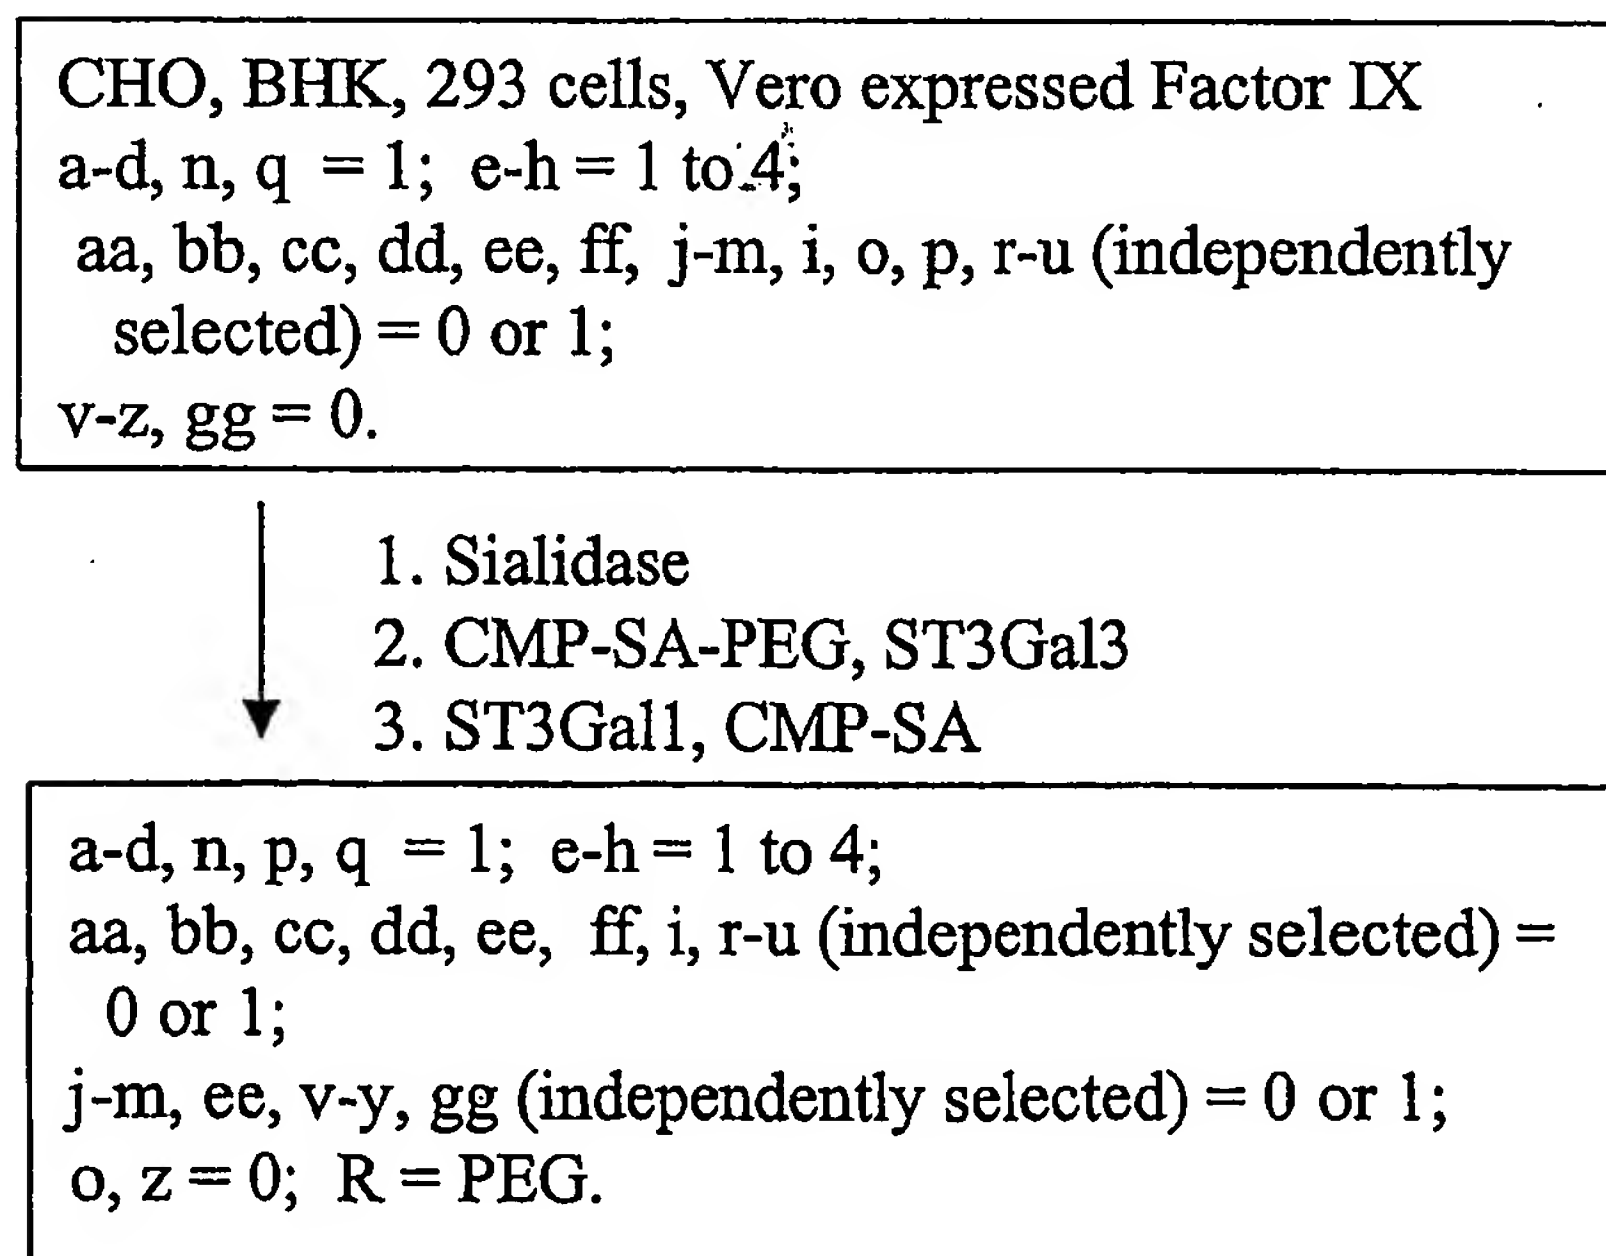 CHO, BHK, 293 cells, Vero expressed Factor IX
a-d, n, q = 1; e-h = 1 to 4;
aa, bb, cc, dd, ee, ff, j-m, i, o, p, r-u (independently
selected) = 0 or 1;
v-z, gg = 0.
1. Sialidase
2. CMP-SA-PEG, ST3Gal3
3. ST3Gal1, CMP-SA
a-d, n, p, q = 1; e-h = 1 to 4;
aa, bb, cc, dd, ee, ff, i, r-u (independently selected) =
0 or 1;
j-m, ee, v-y, gg (independently selected) = 0 or 1;
o, z = 0; R = PEG.